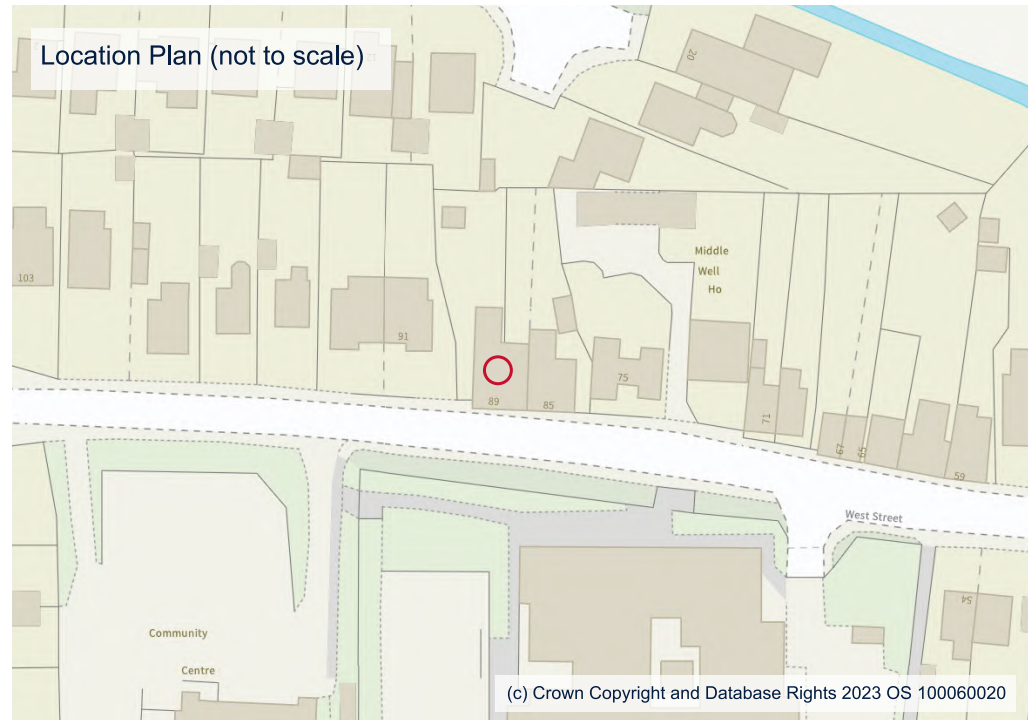 Location Plan (not to scale)
12
20
103
91
Middle
Well
Ho
75
89
85
71
67
65
59
West Street
54
Community
Centre
(c) Crown Copyright and Database Rights 2023 OS 100060020